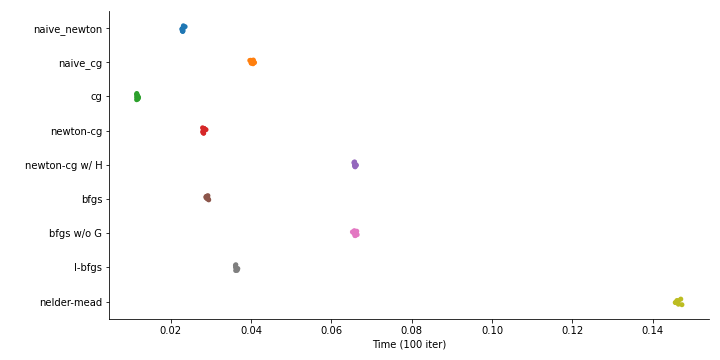 naive_newton
naive_cg
cg
newton-cg
newton-cg w/ H
bfgs
bfgs w/o G
l-bfgs
nelder-mead
0.02 0.04 0.06 0.08 0.10 0.12 0.14
Time (100 iter)